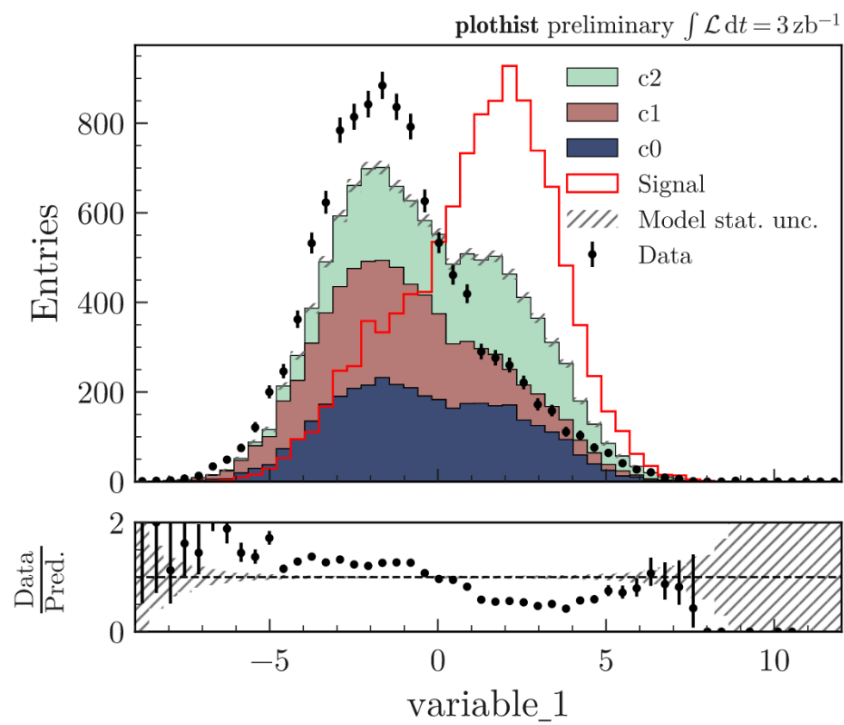 plothist preliminary ∫ ℒ dt = 3 zb⁻¹
Entries
800
600
400
200
0
c2
c1
c0
Signal
Model stat. unc.
Data
Data
Pred.
2
1
0
−5
0
5
10
variable_1